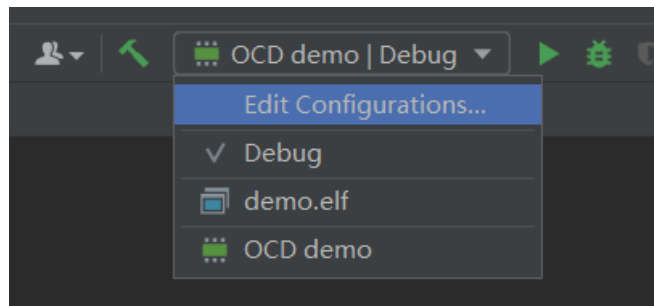 OCD demo | Debug
Edit Configurations...
Debug
demo.elf
OCD demo